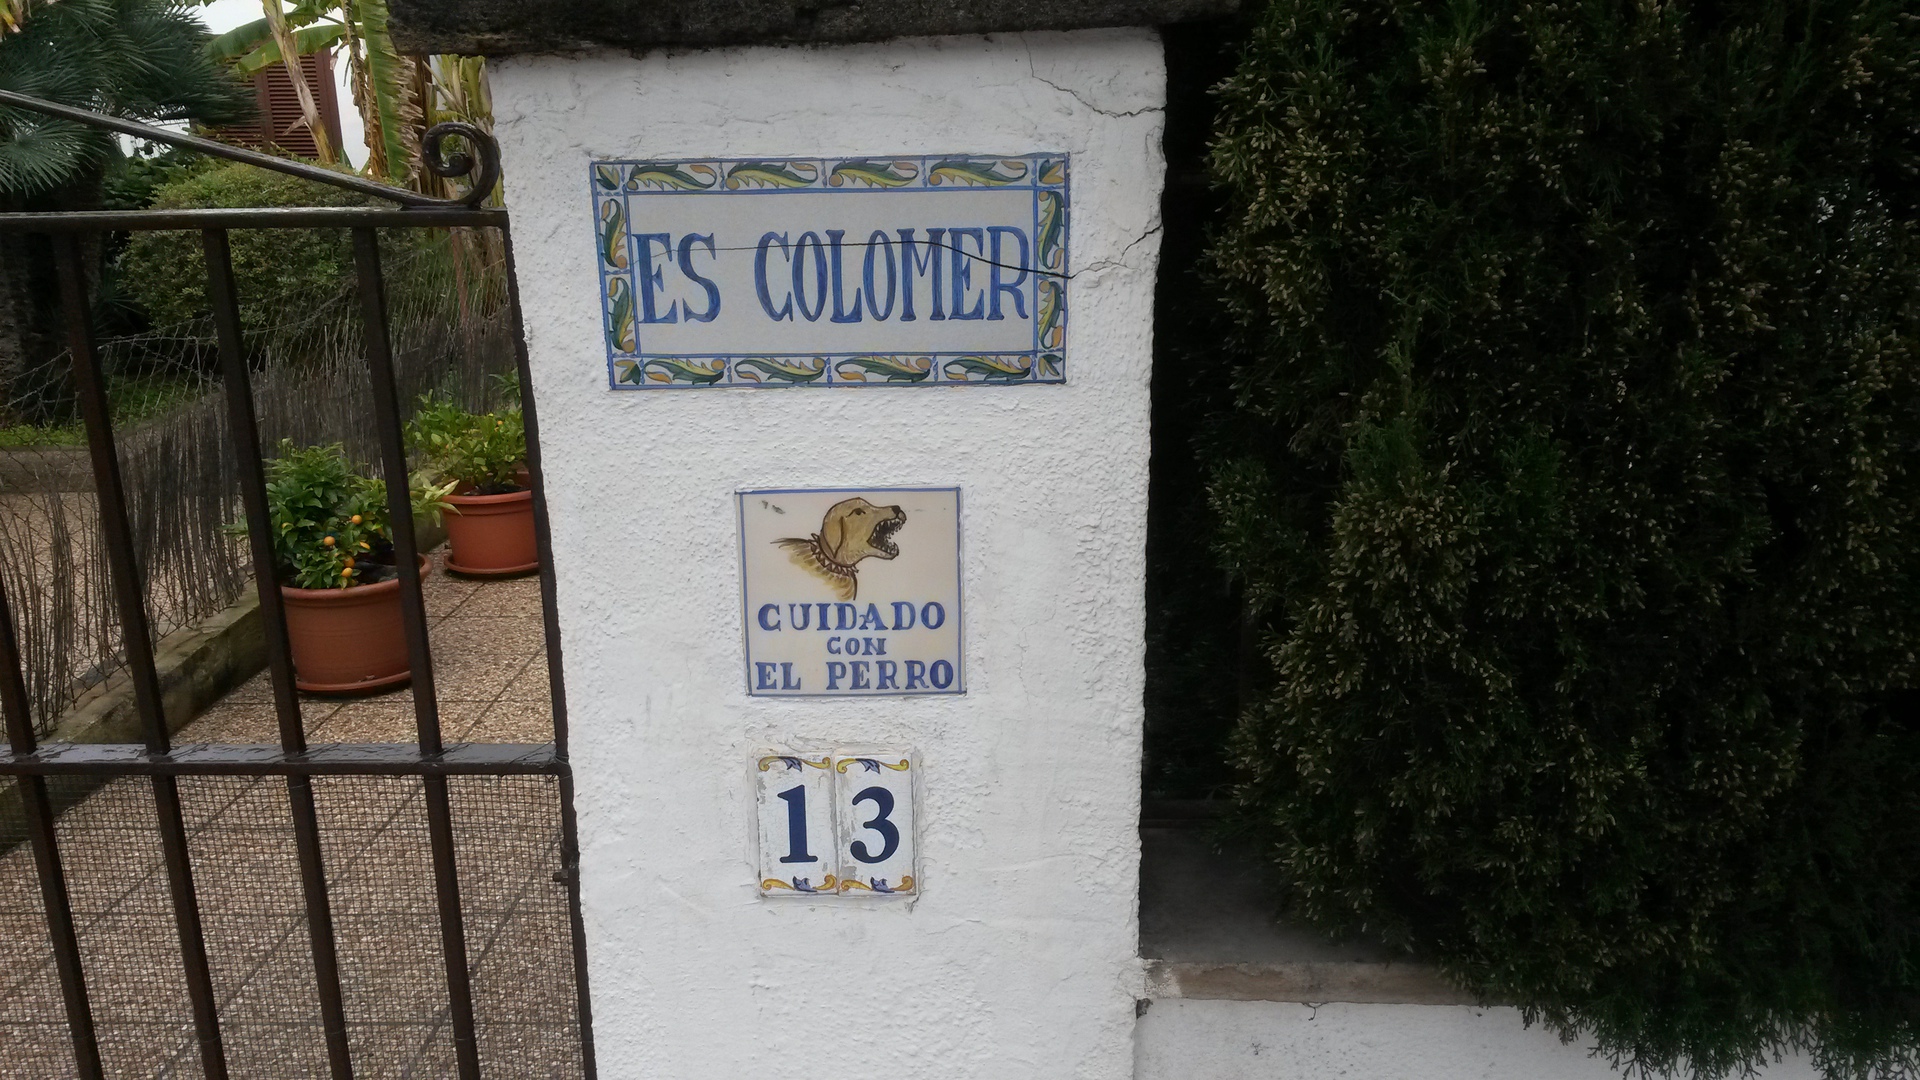 ES COLOMER
CUIDADO
CON
EL PERRO
13